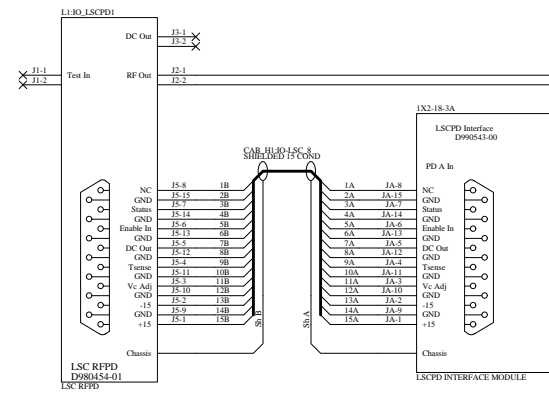 L1:IO_LSCPD1
DC Out
J3-1
J3-2
J1-1
J1-2
Test In
RF Out
J2-1
J2-2
1X2-18-3A
LSCPD Interface
D990543-00
PD A In
CAB_H1:IO-LSC_8
SHIELDED 15 COND
NC J5-8 1B 1A JA-8 NC
GND J5-15 2B 2A JA-15 GND
Status J5-7 3B 3A JA-7 Status
GND J5-14 4B 4A JA-14 GND
Enable In J5-6 5B 5A JA-6 Enable In
GND J5-13 6B 6A JA-13 GND
DC Out J5-5 7B 7A JA-5 DC Out
GND J5-12 8B 8A JA-12 GND
Tsense J5-4 9B 9A JA-4 Tsense
GND J5-11 10B 10A JA-11 GND
Vc Adj J5-3 11B 11A JA-3 Vc Adj
GND J5-10 12B 12A JA-10 GND
-15 J5-2 13B 13A JA-2 -15
GND J5-9 14B 14A JA-9 GND
+15 J5-1 15B 15A JA-1 +15
Sh B
Sh A
Chassis
Chassis
LSC RFPD
D980454-01
LSC RFPD
LSCPD INTERFACE MODULE